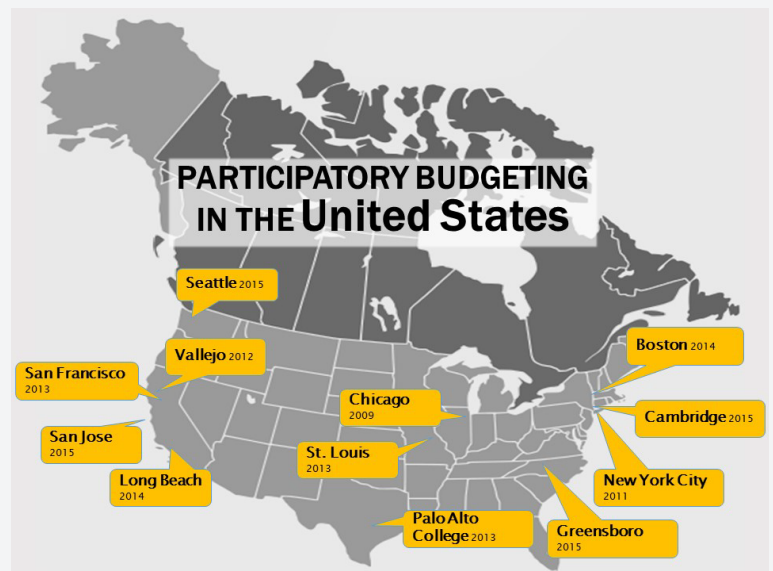 PARTICIPATORY BUDGETING
IN THE United States
Seattle 2015
Vallejo 2012
San Francisco
2013
San Jose
2015
Long Beach
2014
Chicago
2009
St. Louis
2013
Palo Alto
College 2013
Boston 2014
Cambridge 2015
New York City
2011
Greensboro
2015